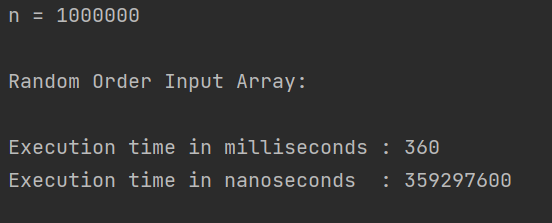 n = 1000000
Random Order Input Array:
Execution time in milliseconds : 360
Execution time in nanoseconds  : 359297600